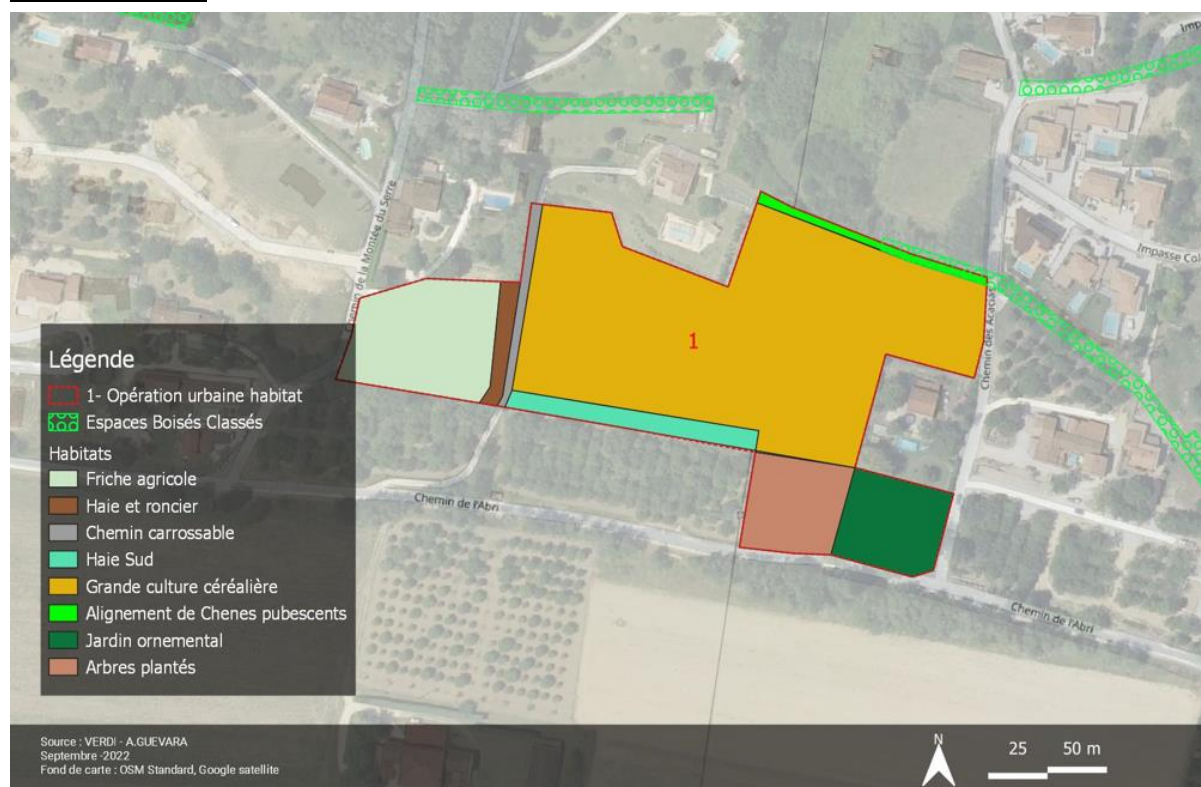 Impasse Col
Chemin de la Montée du Serre
1
Chemin des Acacias
Chemin de l'Abri
Chemin de l'Abri
Légende
1- Opération urbaine habitat
Espaces Boisés Classés
Habitats
Friche agricole
Haie et roncier
Chemin carrossable
Haie Sud
Grande culture céréalière
Alignement de Chenes pubescents
Jardin ornemental
Arbres plantés
Source : VERDI - A.GUEVARA
Septembre -2022
Fond de carte : OSM Standard, Google satellite
N
25 50 m